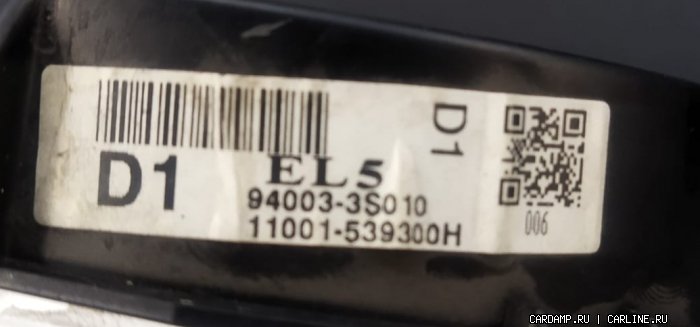 D1
EL5
D1
94003-3S010
11001-539300H
006
CARDAMP.RU | CARLINE.RU